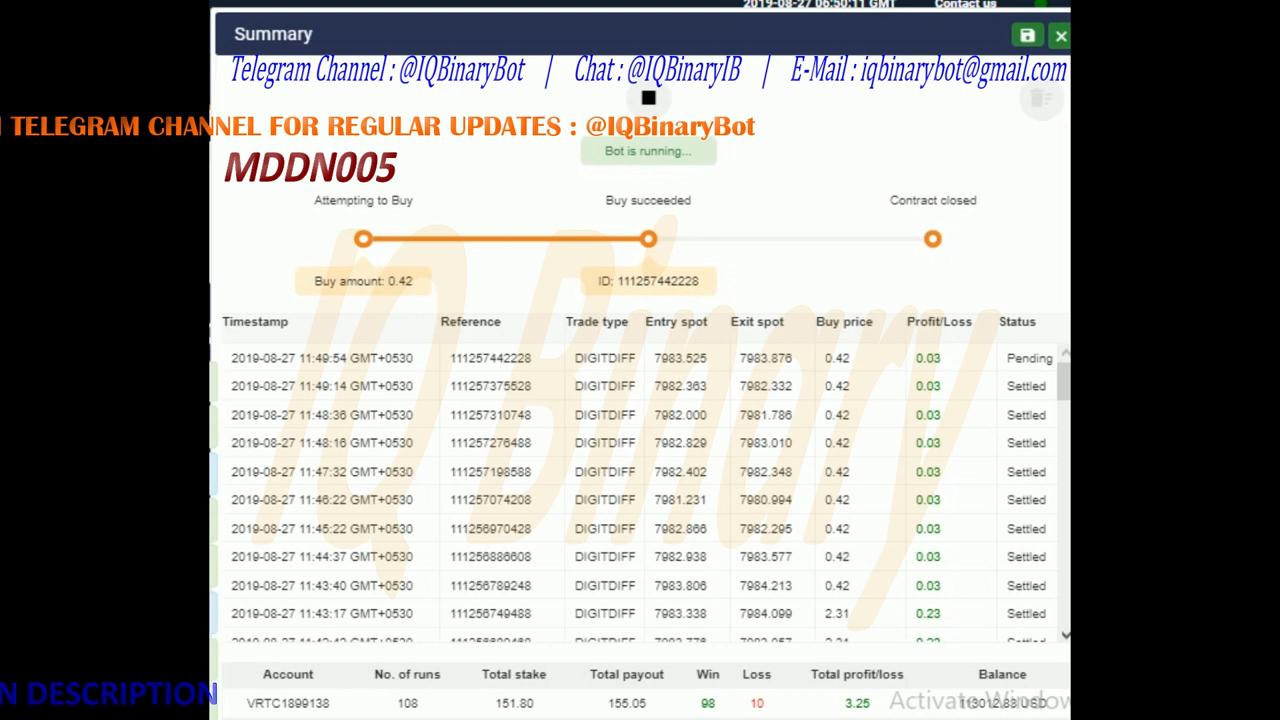 2019-08-27 06:50:11 GMT Contact us
Summary
Telegram Channel : @IQBinaryBot | Chat : @IQBinaryIB | E-Mail : iqbinarybot@gmail.com
TELEGRAM CHANNEL FOR REGULAR UPDATES : @IQBinaryBot
Bot is running...
MDDN005
Attempting to Buy Buy succeeded Contract closed
Buy amount: 0.42 ID: 111257442228
IQ Binary
Timestamp Reference Trade type Entry spot Exit spot Buy price Profit/Loss Status
2019-08-27 11:49:54 GMT+0530 111257442228 DIGITDIFF 7983.525 7983.876 0.42 0.03 Pending
2019-08-27 11:49:14 GMT+0530 111257375528 DIGITDIFF 7982.363 7982.332 0.42 0.03 Settled
2019-08-27 11:48:36 GMT+0530 111257310748 DIGITDIFF 7982.000 7981.786 0.42 0.03 Settled
2019-08-27 11:48:16 GMT+0530 111257276488 DIGITDIFF 7982.829 7983.010 0.42 0.03 Settled
2019-08-27 11:47:32 GMT+0530 111257198588 DIGITDIFF 7982.402 7982.348 0.42 0.03 Settled
2019-08-27 11:46:22 GMT+0530 111257074208 DIGITDIFF 7981.231 7980.994 0.42 0.03 Settled
2019-08-27 11:45:22 GMT+0530 111256970428 DIGITDIFF 7982.866 7982.295 0.42 0.03 Settled
2019-08-27 11:44:37 GMT+0530 111256886608 DIGITDIFF 7982.938 7983.577 0.42 0.03 Settled
2019-08-27 11:43:40 GMT+0530 111256789248 DIGITDIFF 7983.806 7984.213 0.42 0.03 Settled
2019-08-27 11:43:17 GMT+0530 111256749488 DIGITDIFF 7983.338 7984.099 2.31 0.23 Settled
Account No. of runs Total stake Total payout Win Loss Total profit/loss Balance
N DESCRIPTION
VRTC1899138 108 151.80 155.05 98 10 3.25
Activate Window